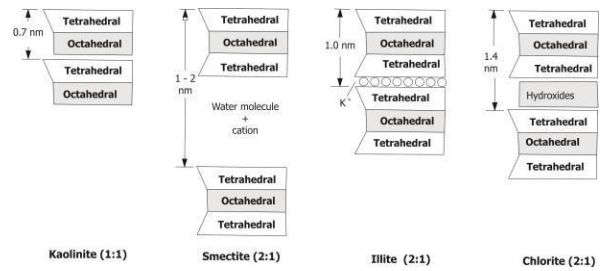 0.7 nm
Tetrahedral
Octahedral
Tetrahedral
Octahedral
Kaolinite (1:1)
1 - 2
nm
Tetrahedral
Octahedral
Tetrahedral
Water molecule
+
cation
Tetrahedral
Octahedral
Tetrahedral
Smectite (2:1)
1.0 nm
Tetrahedral
Octahedral
Tetrahedral
K+
Tetrahedral
Octahedral
Tetrahedral
Illite (2:1)
1.4
nm
Tetrahedral
Octahedral
Tetrahedral
Hydroxides
Tetrahedral
Octahedral
Tetrahedral
Chlorite (2:1)